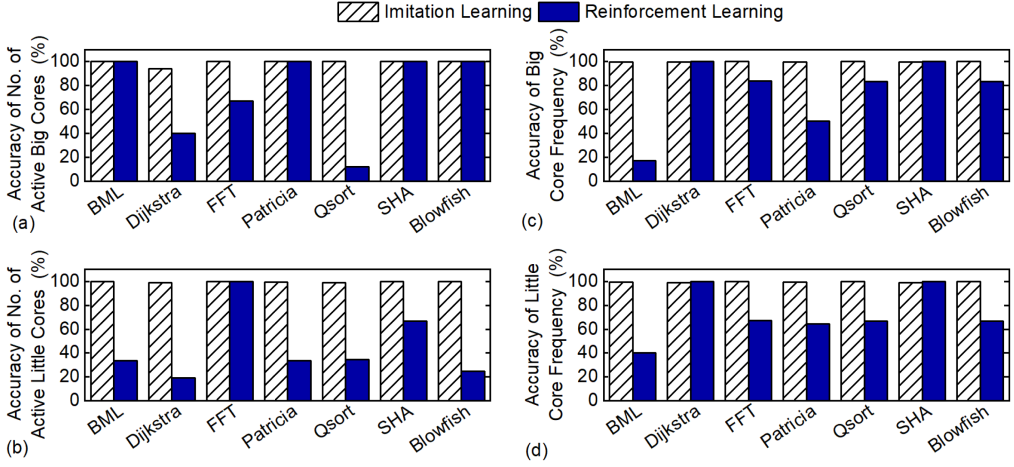 Imitation Learning Reinforcement Learning
Accuracy of No. of
Active Big Cores (%)
100
80
60
40
20
0
BML Dijkstra FFT Patricia Qsort SHA Blowfish
(a)
Accuracy of Big
Core Frequency (%)
100
80
60
40
20
0
BML Dijkstra FFT Patricia Qsort SHA Blowfish
(c)
Accuracy of No. of
Active Little Cores (%)
100
80
60
40
20
0
BML Dijkstra FFT Patricia Qsort SHA Blowfish
(b)
Accuracy of Little
Core Frequency (%)
100
80
60
40
20
0
BML Dijkstra FFT Patricia Qsort SHA Blowfish
(d)